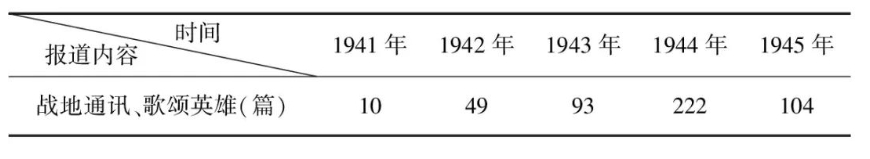 时间
报道内容
1941 年 1942 年 1943 年 1944 年 1945 年
战地通讯、歌颂英雄(篇) 10 49 93 222 104